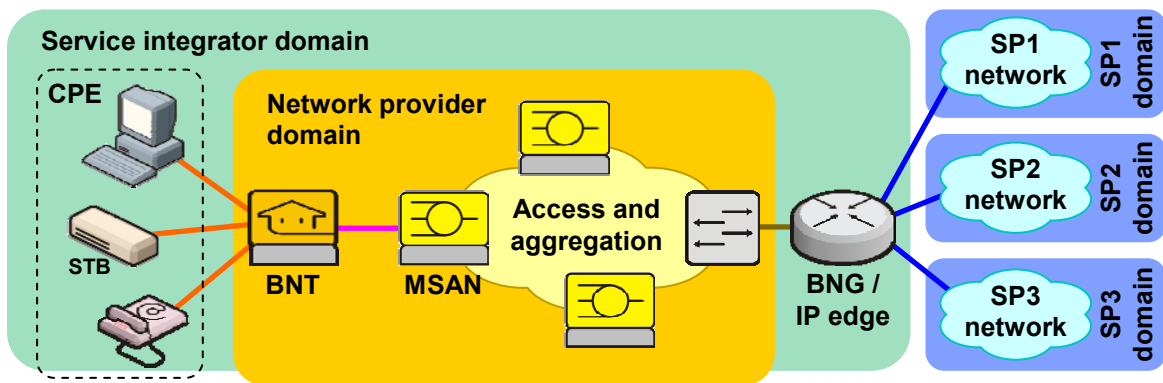 Service integrator domain
CPE
STB
Network provider
domain
BNT
MSAN
Access and
aggregation
BNG /
IP edge
SP1
network
SP1
domain
SP2
network
SP2
domain
SP3
network
SP3
domain
@